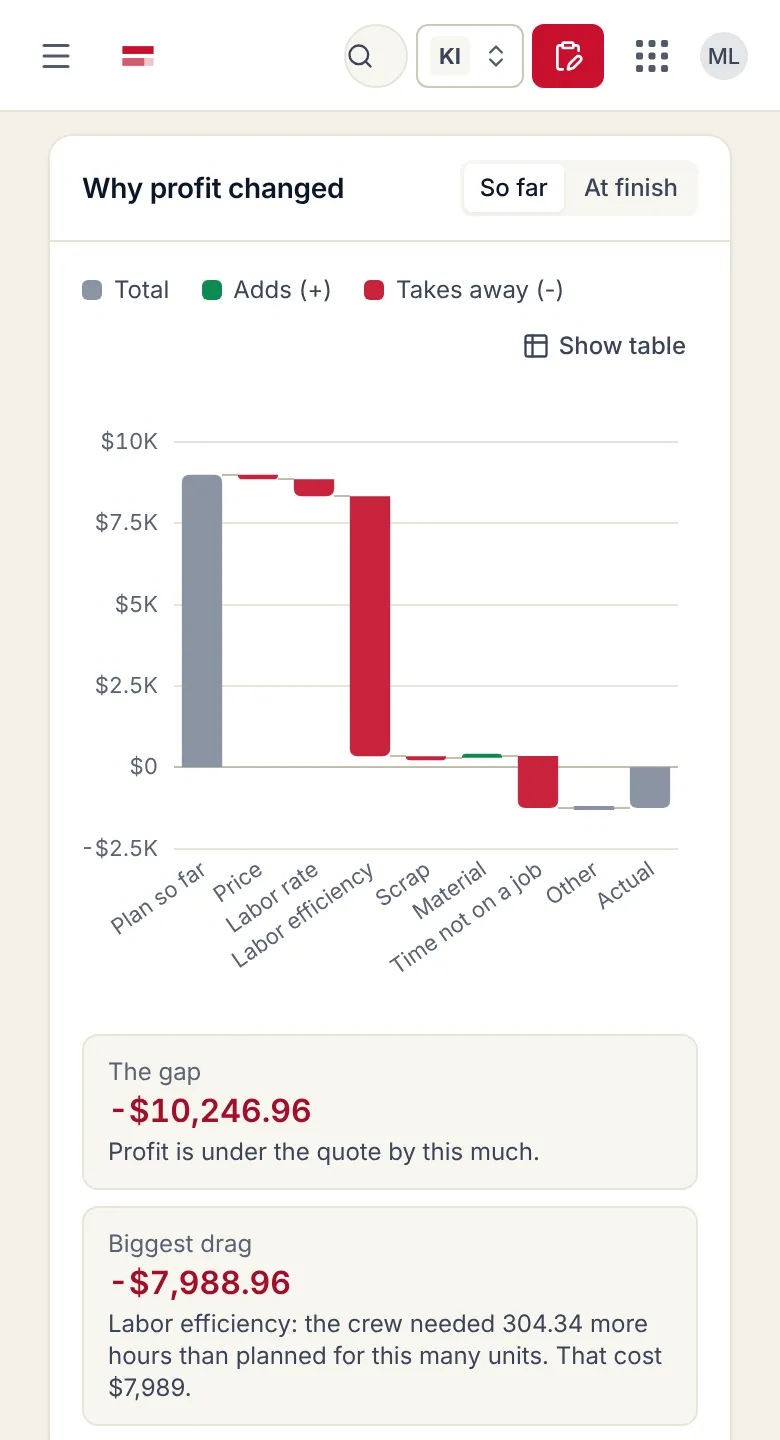 KI
ML
Why profit changed
So far
At finish
Total
Adds (+)
Takes away (-)
Show table
$10K
$7.5K
$5K
$2.5K
$0
-$2.5K
Plan so far
Price
Labor rate
Labor efficiency
Scrap
Material
Time not on a job
Other
Actual
The gap
-$10,246.96
Profit is under the quote by this much.
Biggest drag
-$7,988.96
Labor efficiency: the crew needed 304.34 more
hours than planned for this many units. That cost
$7,989.